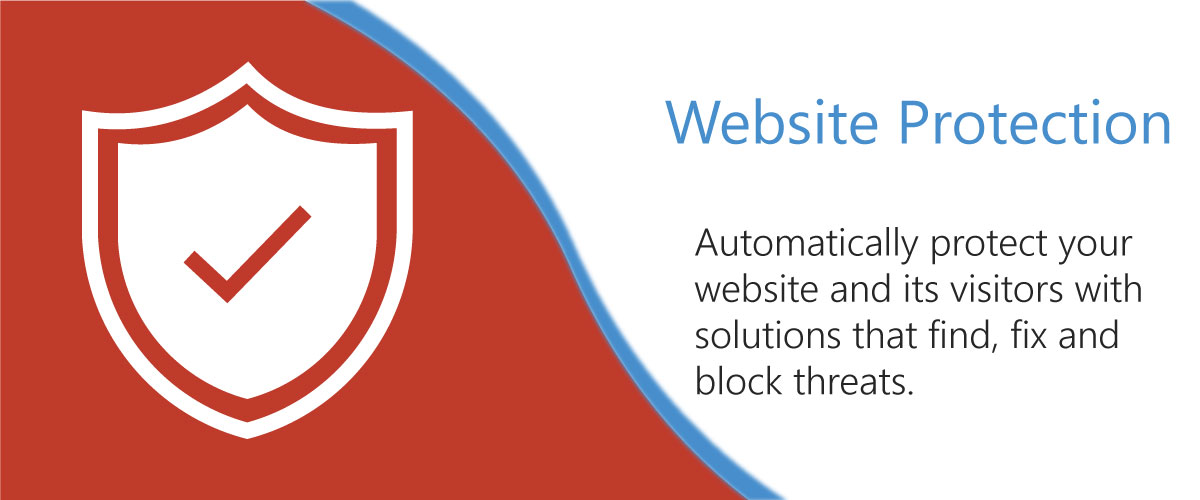 Website Protection
Automatically protect your
website and its visitors with
solutions that find, fix and
block threats.